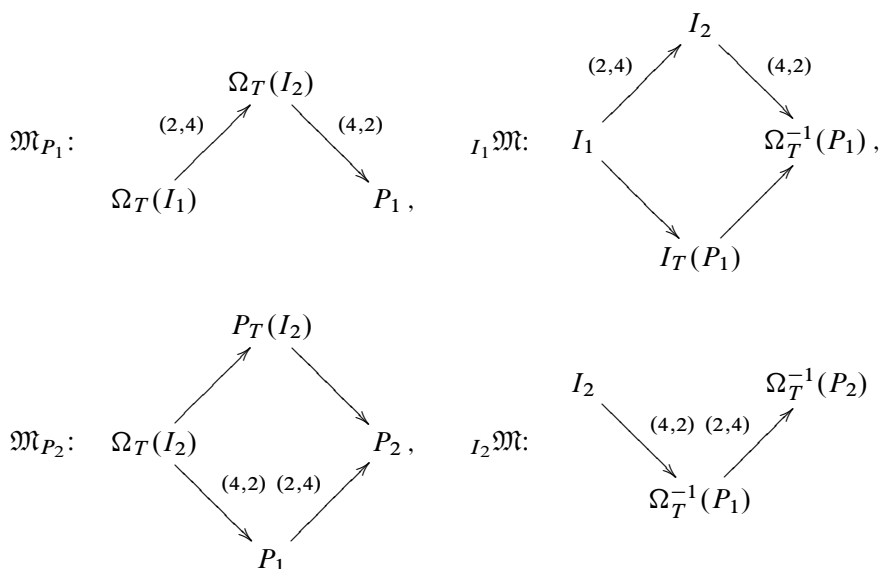 I_2
Ω_T(I_2) (2,4) (4,2)
(2,4) (4,2)
𝔐_{P_1}: {}_{I_1}𝔐: I_1 Ω_T^{-1}(P_1) ,
Ω_T(I_1) P_1 ,
I_T(P_1)
P_T(I_2)
I_2 Ω_T^{-1}(P_2)
𝔐_{P_2}: Ω_T(I_2) P_2 , {}_{I_2}𝔐: (4,2) (2,4)
(4,2) (2,4) Ω_T^{-1}(P_1)
P_1